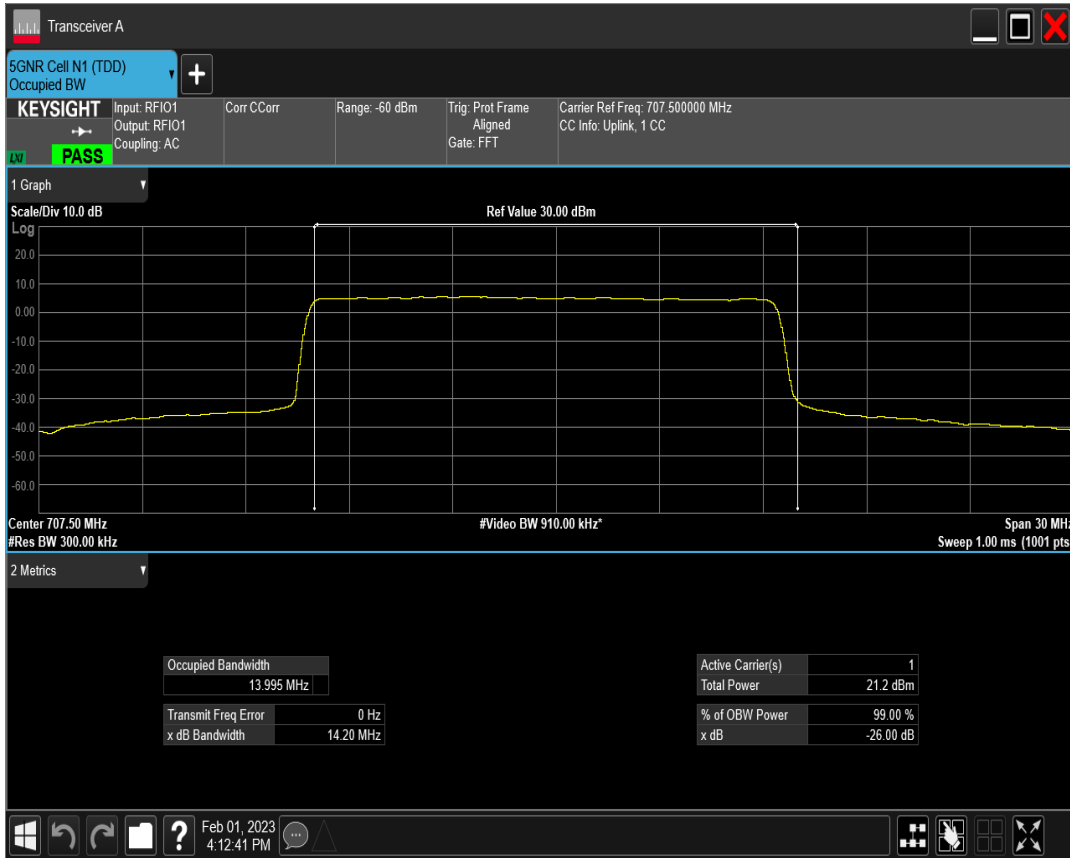 Transceiver A
5GNR Cell N1 (TDD)
Occupied BW
KEYSIGHT
LXI
PASS
Input: RFIO1
Output: RFIO1
Coupling: AC
Corr CCorr
Range: -60 dBm
Trig: Prot Frame
Aligned
Gate: FFT
Carrier Ref Freq: 707.500000 MHz
CC Info: Uplink, 1 CC
1 Graph
Scale/Div 10.0 dB
Ref Value 30.00 dBm
Log
20.0
10.0
0.00
-10.0
-20.0
-30.0
-40.0
-50.0
-60.0
Center 707.50 MHz
#Video BW 910.00 kHz*
Span 30 MHz
#Res BW 300.00 kHz
Sweep 1.00 ms (1001 pts
2 Metrics
Occupied Bandwidth
13.995 MHz
Transmit Freq Error 0 Hz
x dB Bandwidth 14.20 MHz
Active Carrier(s) 1
Total Power 21.2 dBm
% of OBW Power 99.00 %
x dB -26.00 dB
?
Feb 01, 2023
4:12:41 PM